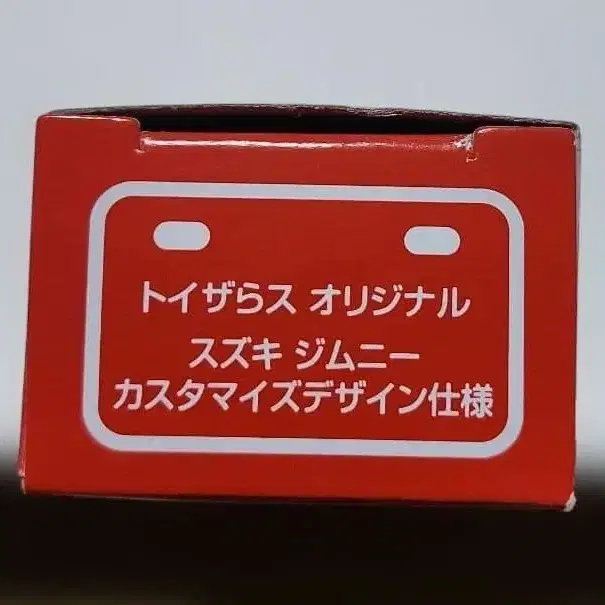 トイザらス オリジナル
スズキ ジムニー
カスタマイズデザイン仕様